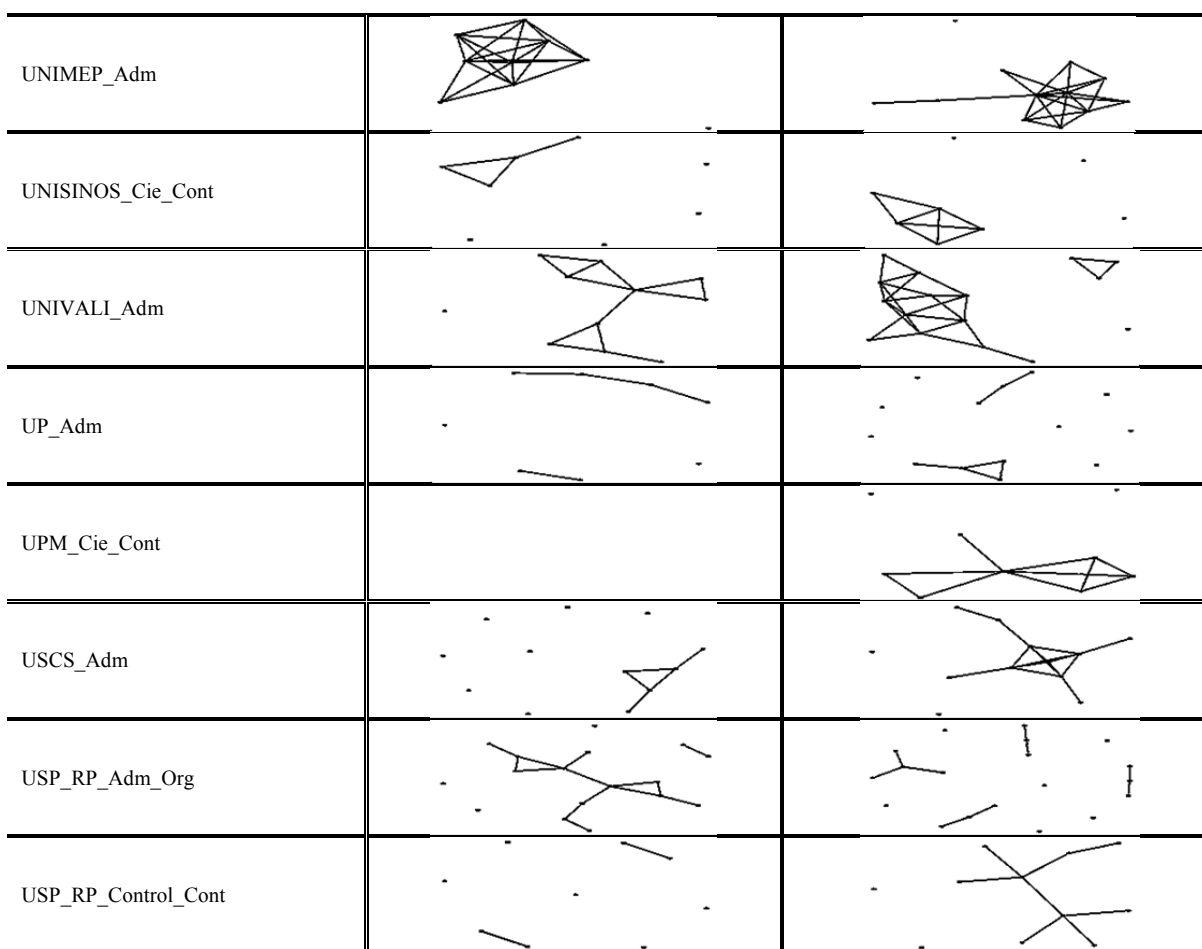 UNIMEP_Adm
UNISINOS_Cie_Cont
UNIVALI_Adm
UP_Adm
UPM_Cie_Cont
USCS_Adm
USP_RP_Adm_Org
USP_RP_Control_Cont